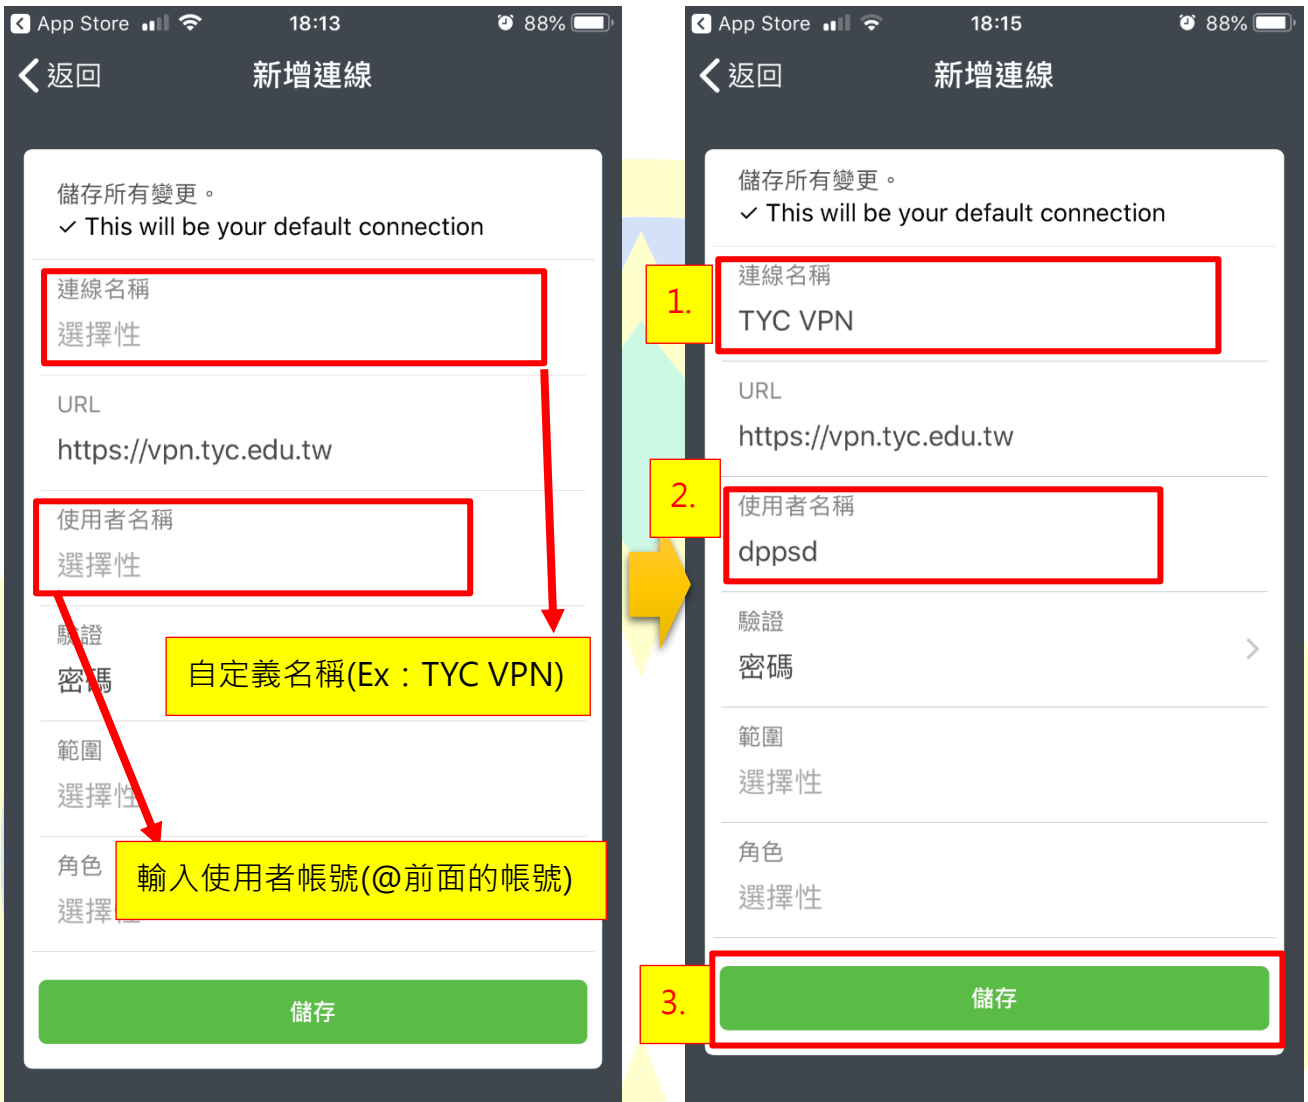 App Store
18:13
88%
返回
新增連線
儲存所有變更。
✓ This will be your default connection
連線名稱
選擇性
URL
https://vpn.tyc.edu.tw
使用者名稱
選擇性
驗證
密碼
自定義名稱(Ex：TYC VPN)
範圍
選擇性
角色
輸入使用者帳號(@前面的帳號)
選擇性
儲存
App Store
18:15
88%
返回
新增連線
儲存所有變更。
✓ This will be your default connection
1.
連線名稱
TYC VPN
URL
https://vpn.tyc.edu.tw
2.
使用者名稱
dppsd
驗證
密碼
範圍
選擇性
角色
選擇性
3.
儲存